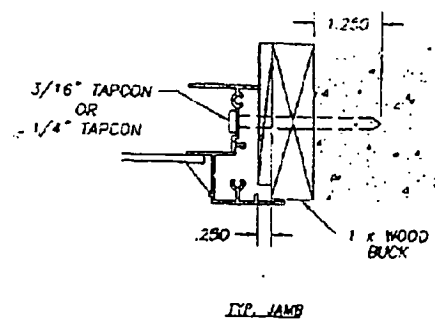 1.250
3/16" TAPCON
OR
1/4" TAPCON
.250
1 x WOOD
BUCK
TYP. JAMB